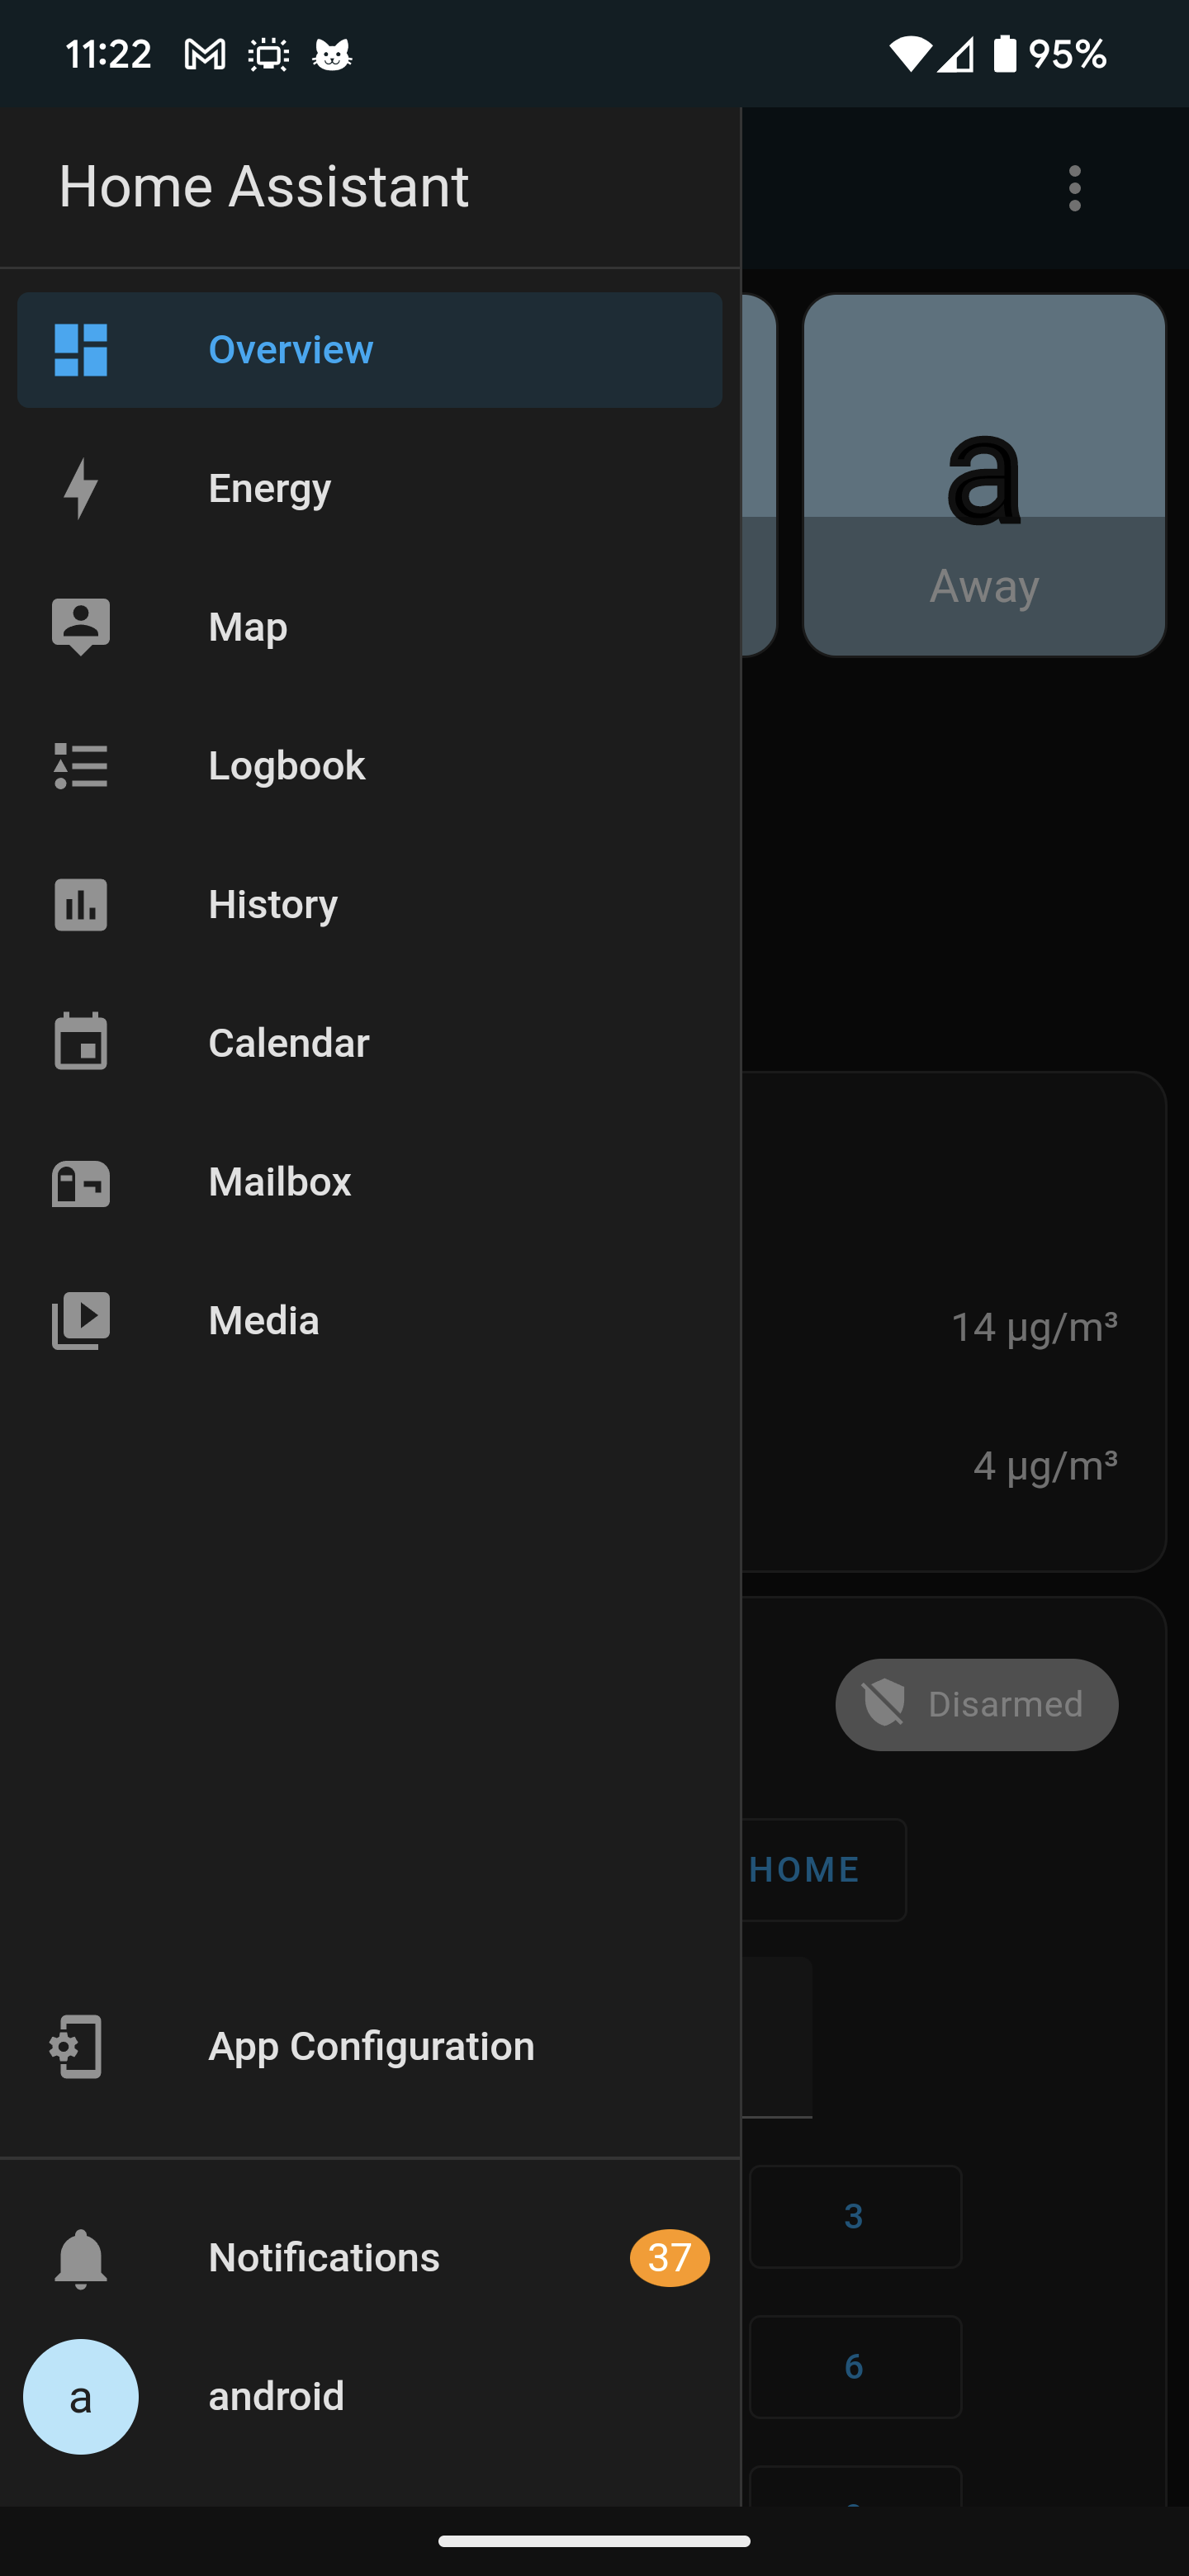 11:22
95%
Home Assistant
Overview
Energy
Map
Logbook
History
Calendar
Mailbox
Media
App Configuration
Notifications 37
a android
a
Away
14 µg/m³
4 µg/m³
Disarmed
HOME
3
6